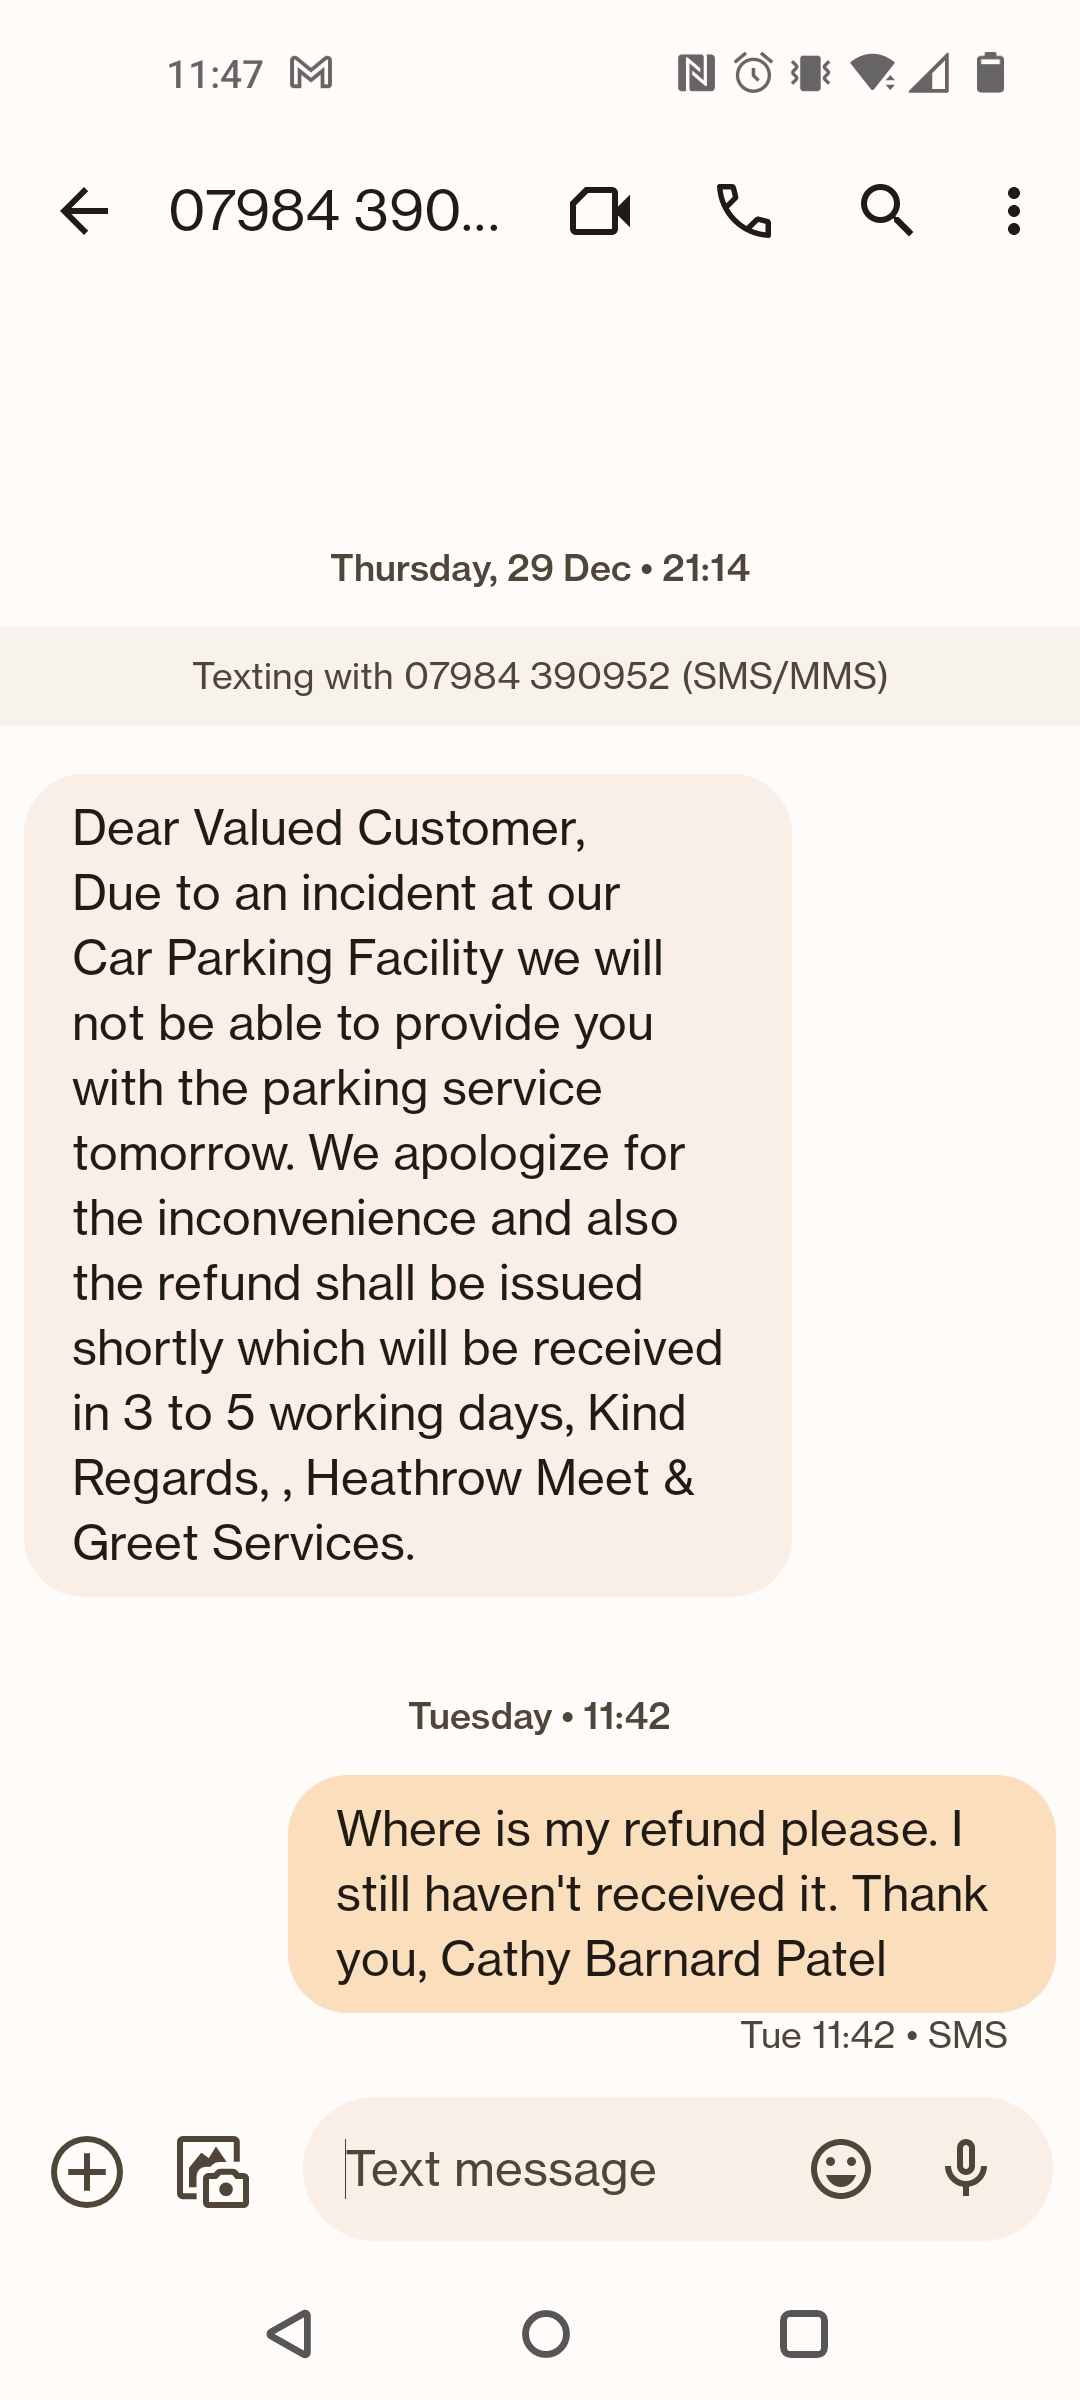 11:47
07984 390...
Thursday, 29 Dec • 21:14
Texting with 07984 390952 (SMS/MMS)
Dear Valued Customer,
Due to an incident at our
Car Parking Facility we will
not be able to provide you
with the parking service
tomorrow. We apologize for
the inconvenience and also
the refund shall be issued
shortly which will be received
in 3 to 5 working days, Kind
Regards, , Heathrow Meet &
Greet Services.
Tuesday • 11:42
Where is my refund please. I
still haven't received it. Thank
you, Cathy Barnard Patel
Tue 11:42 • SMS
Text message